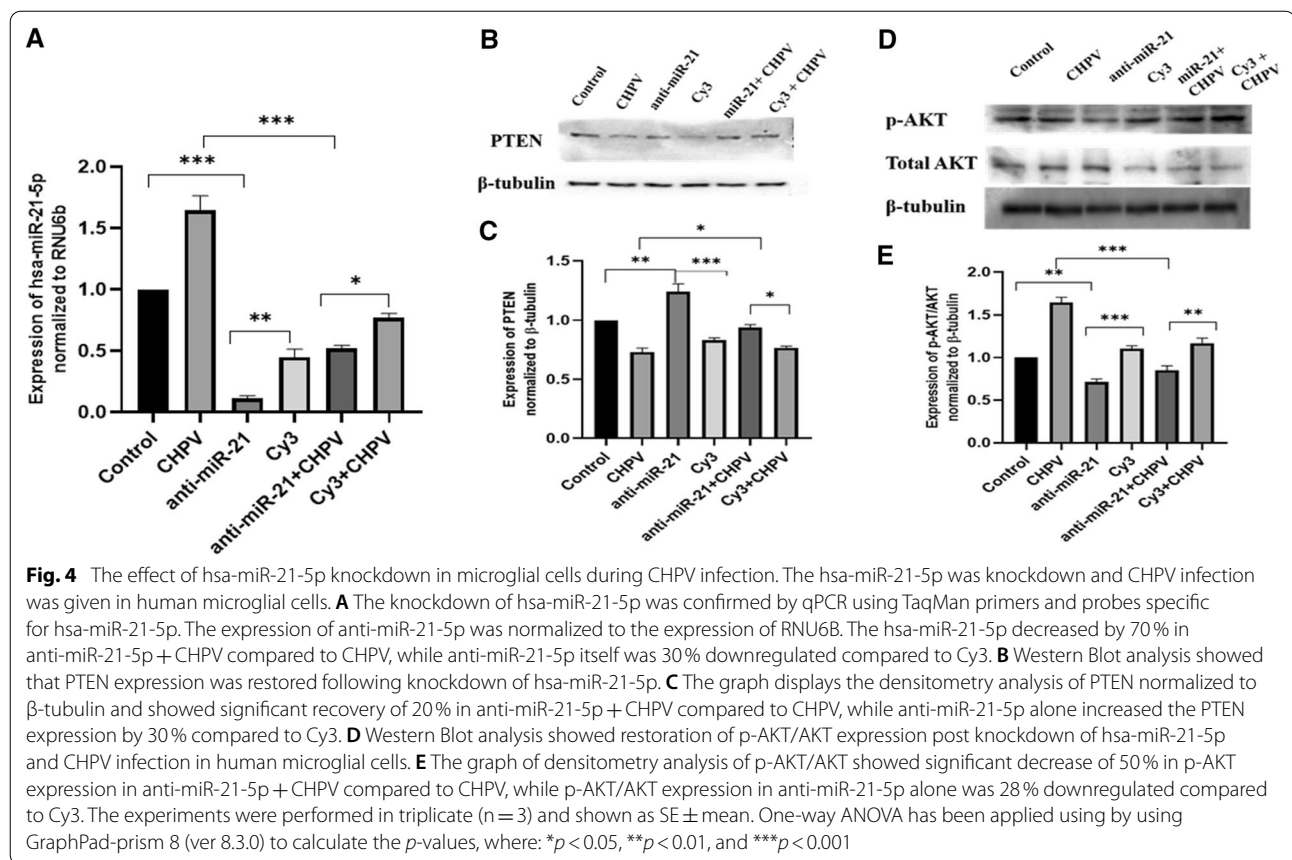 A
Expression of hsa-miR-21-5p
normalized to RNU6b
2.0
1.5
1.0
0.5
0.0
***
***
**
*
Control
CHPV
anti-miR-21
Cy3
anti-miR-21+CHPV
Cy3+CHPV
B
Control
CHPV
anti-miR-21
Cy3
miR-21+ CHPV
Cy3 + CHPV
PTEN
β-tubulin
C
Expression of PTEN
normalized to β-tubulin
2.0
1.5
1.0
0.5
0.0
*
**
***
*
Control
CHPV
anti-miR-21
Cy3
anti-miR-21+CHPV
Cy3+CHPV
D
Control
CHPV
anti-miR-21
Cy3
miR-21+
CHPV
Cy3 +
CHPV
p-AKT
Total AKT
β-tubulin
E
Expression of p-AKT/AKT
normalized to β-tubulin
2.0
1.5
1.0
0.5
0.0
***
**
***
**
Control
CHPV
anti-miR-21
Cy3
anti-miR-21+CHPV
Cy3+CHPV
Fig. 4 The effect of hsa-miR-21-5p knockdown in microglial cells during CHPV infection. The hsa-miR-21-5p was knockdown and CHPV infection
was given in human microglial cells. A The knockdown of hsa-miR-21-5p was confirmed by qPCR using TaqMan primers and probes specific
for hsa-miR-21-5p. The expression of anti-miR-21-5p was normalized to the expression of RNU6B. The hsa-miR-21-5p decreased by 70% in
anti-miR-21-5p + CHPV compared to CHPV, while anti-miR-21-5p itself was 30% downregulated compared to Cy3. B Western Blot analysis showed
that PTEN expression was restored following knockdown of hsa-miR-21-5p. C The graph displays the densitometry analysis of PTEN normalized to
β-tubulin and showed significant recovery of 20% in anti-miR-21-5p + CHPV compared to CHPV, while anti-miR-21-5p alone increased the PTEN
expression by 30% compared to Cy3. D Western Blot analysis showed restoration of p-AKT/AKT expression post knockdown of hsa-miR-21-5p
and CHPV infection in human microglial cells. E The graph of densitometry analysis of p-AKT/AKT showed significant decrease of 50% in p-AKT
expression in anti-miR-21-5p + CHPV compared to CHPV, while p-AKT/AKT expression in anti-miR-21-5p alone was 28% downregulated compared
to Cy3. The experiments were performed in triplicate (n = 3) and shown as SE ± mean. One-way ANOVA has been applied using by using
GraphPad-prism 8 (ver 8.3.0) to calculate the p-values, where: *p < 0.05, **p < 0.01, and ***p < 0.001